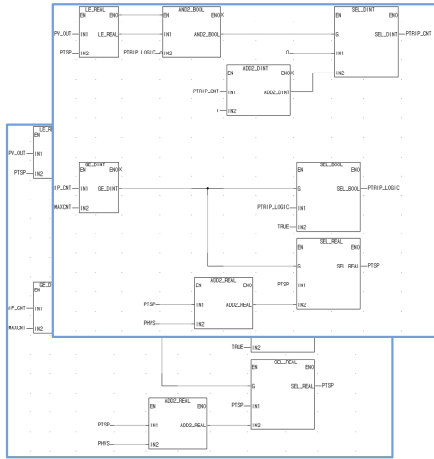 LE_REAL
EN ENO
PV_OUT IN1 LE_REAL
PTSP IN2
AND2_BOOL
EN ENO
IN1 AND2_BOOL
PTRIP_LOGIC IN2
SEL_DINT
EN ENO
G SEL_DINT PTRIP_CNT
0 IN1
IN2
ADD2_DINT
EN ENO
PTRIP_CNT IN1 ADD2_DINT
IN2
GE_DINT
EN ENO
IP_CNT IN1 GE_DINT
MAXCNT IN2
SEL_BOOL
EN ENO
G SEL_BOOL PTRIP_LOGIC
PTRIP_LOGIC IN1
TRUE IN2
SEL_REAL
EN ENO
G SEL_REAL PTSP
PTSP IN1
IN2
ADD2_REAL
EN ENO
PTSP IN1 ADD2_REAL
PHYS IN2
EN
PV_OUT IN1
PTSP IN2
EN
IP_CNT IN1
IN2
TRUE IN2
SEL_REAL
EN ENO
G SEL_REAL PTSP
PTSP IN1
IN2
ADD2_REAL
EN ENO
PTSP IN1 ADD2_REAL
PHYS IN2